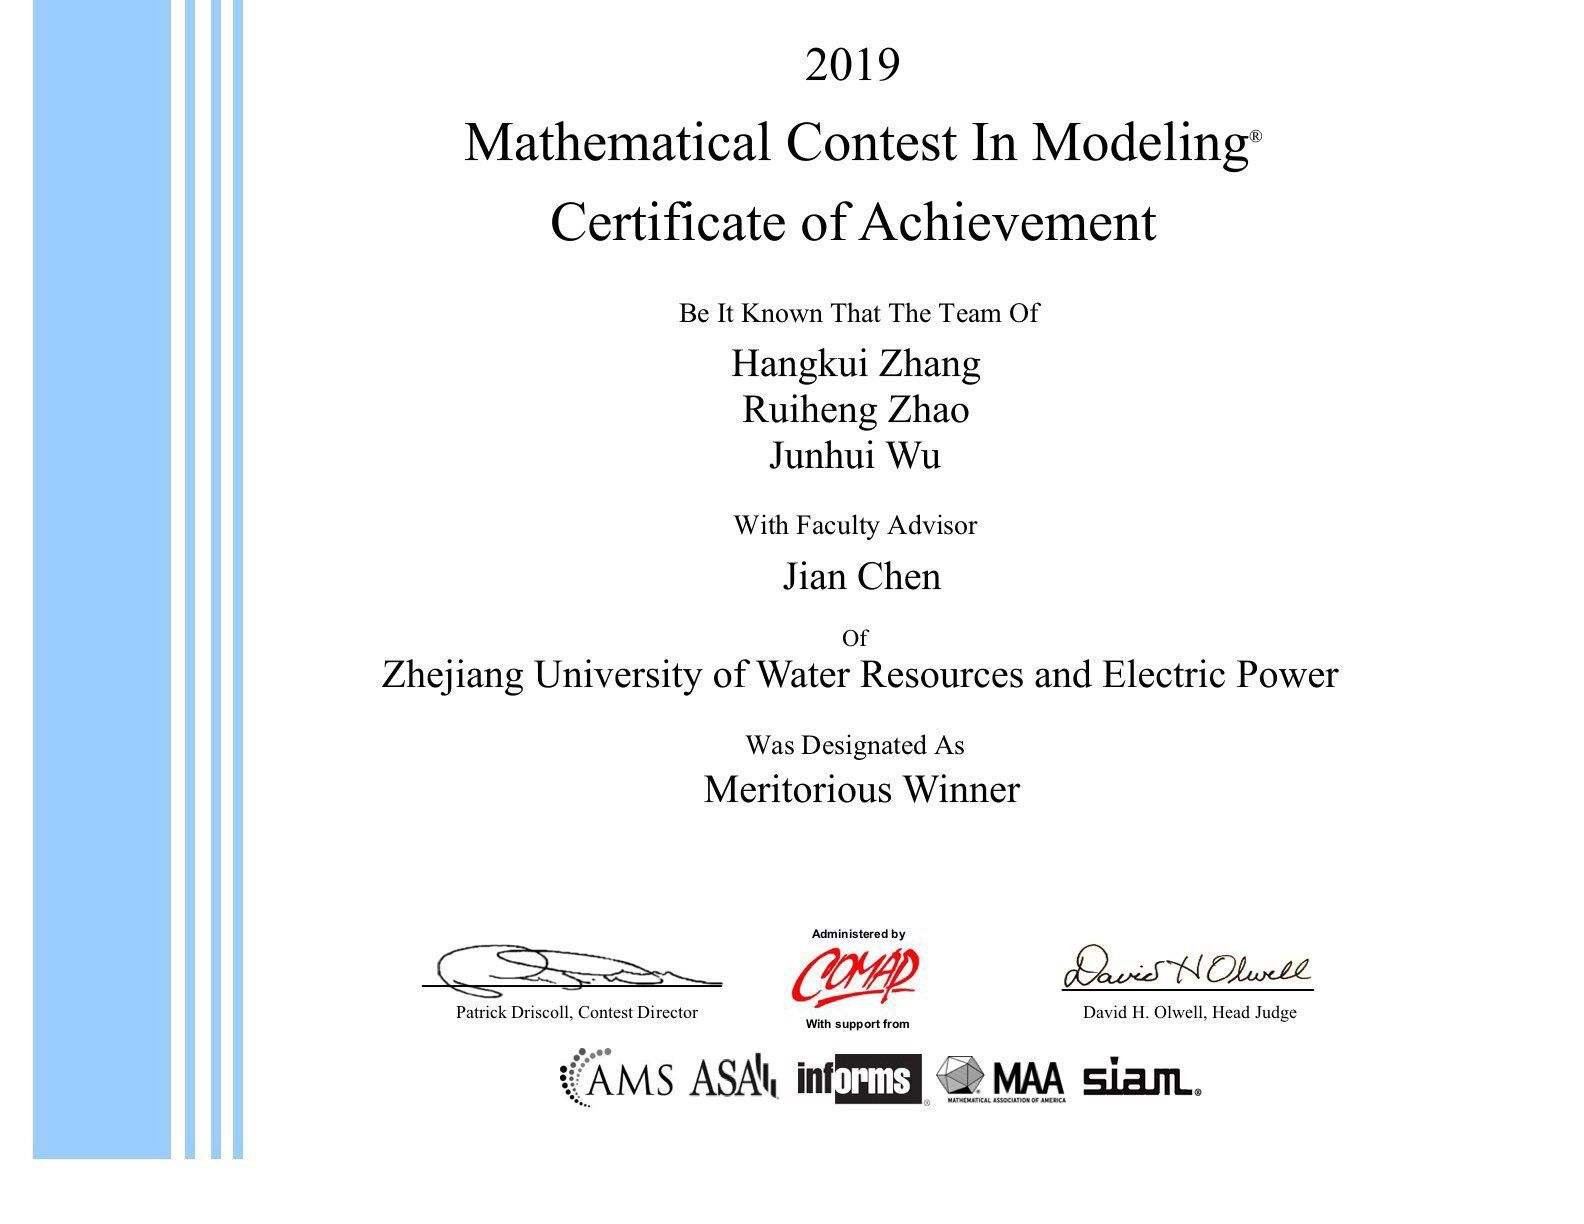 2019
Mathematical Contest In Modeling®
Certificate of Achievement
Be It Known That The Team Of
Hangkui Zhang
Ruiheng Zhao
Junhui Wu
With Faculty Advisor
Jian Chen
Of
Zhejiang University of Water Resources and Electric Power
Was Designated As
Meritorious Winner
Administered by
COMAP
David H Olwell
Patrick Driscoll, Contest Director
David H. Olwell, Head Judge
With support from
AMS ASA informs® MAA siam®
MATHEMATICAL ASSOCIATION OF AMERICA